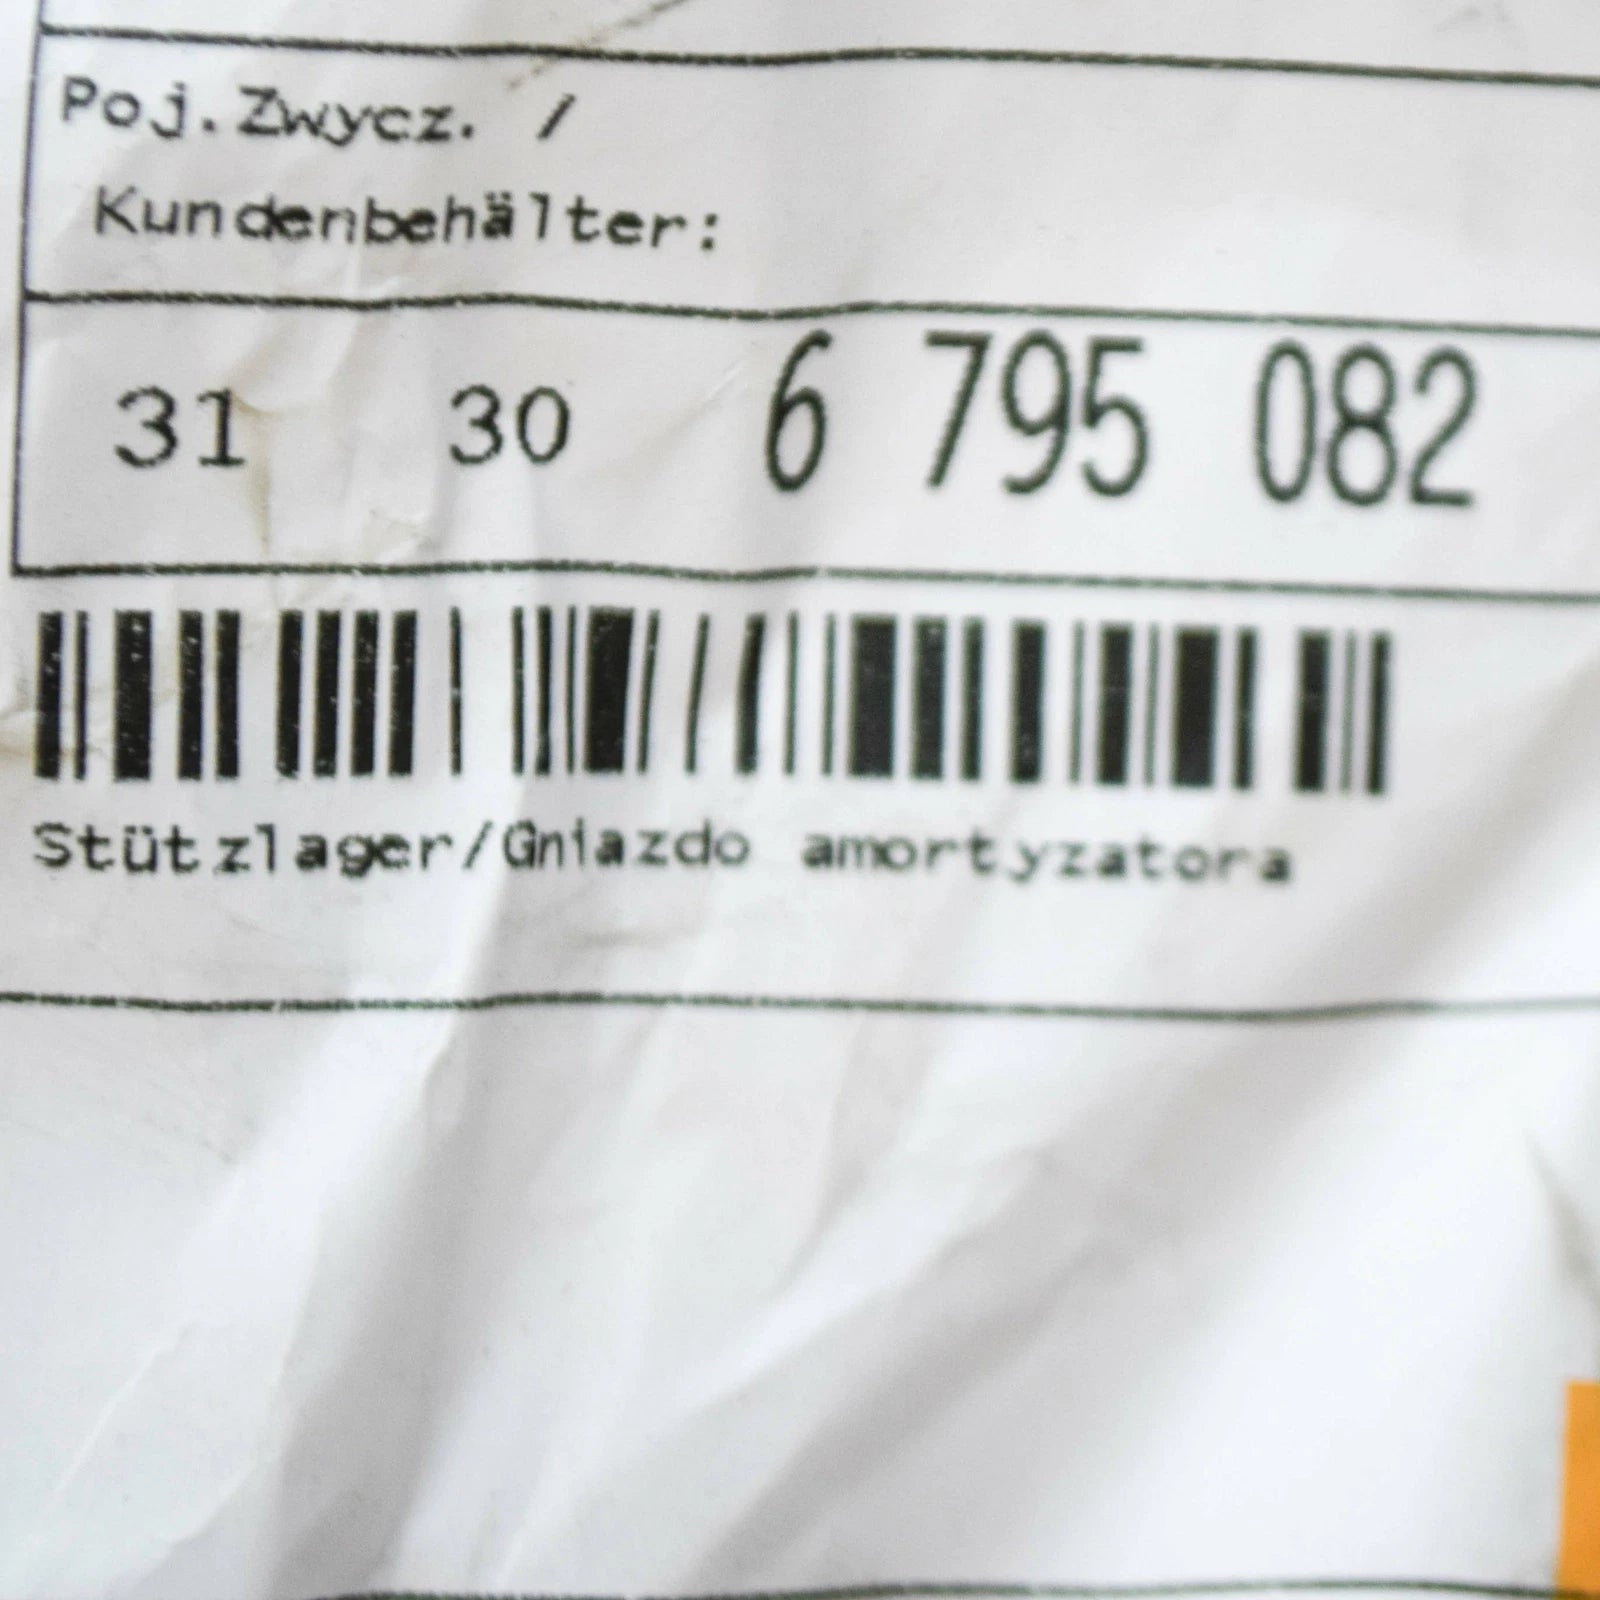 Poj.Zwycz. /
Kundenbehälter:
31 30 6 795 082
Stützlager/Gniazdo amortyzatora